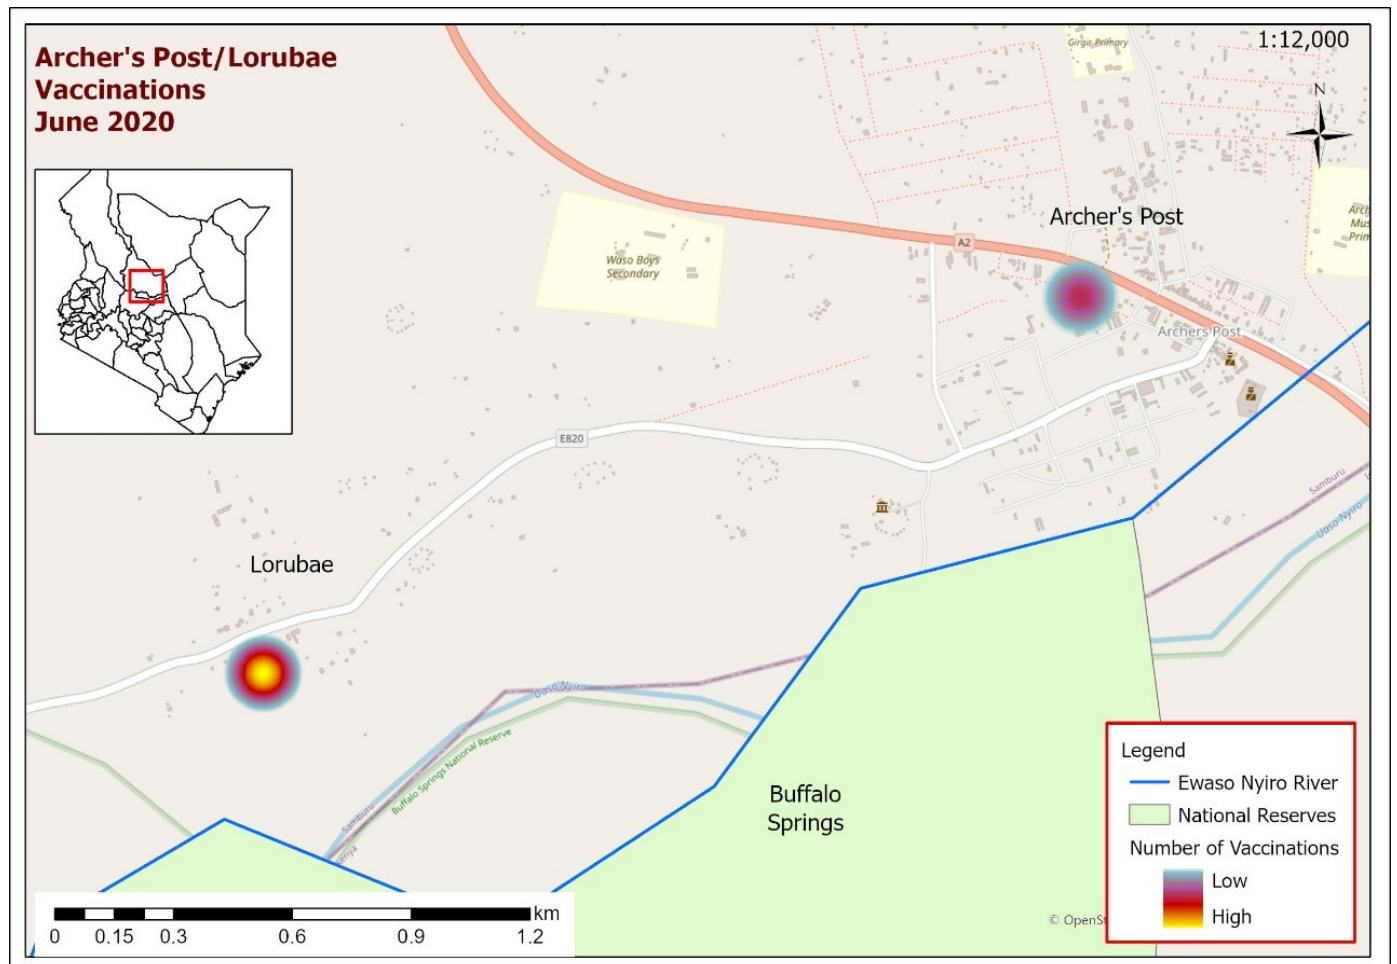 Archer's Post/Lorubae
Vaccinations
June 2020
1:12,000
N
Girgir Primary
Archer's Post
A2
Waso Boys
Secondary
Archers Post
E820
Samburu
Uaso Nyiro
Lorubae
Uaso Nyiro
Buffalo Springs National Reserve
Samburu
Kenya
Buffalo
Springs
Legend
Ewaso Nyiro River
National Reserves
Number of Vaccinations
Low
High
km
0 0.15 0.3 0.6 0.9 1.2